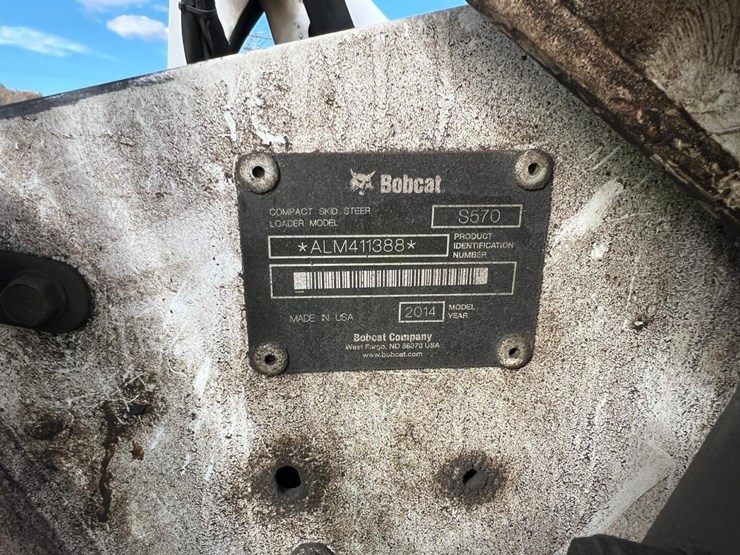 Bobcat
COMPACT SKID STEER
LOADER MODEL
S570
*ALM411388*
PRODUCT
IDENTIFICATION
NUMBER
MADE IN USA
2014
MODEL
YEAR
Bobcat Company
West Fargo, ND 58078 USA
www.bobcat.com